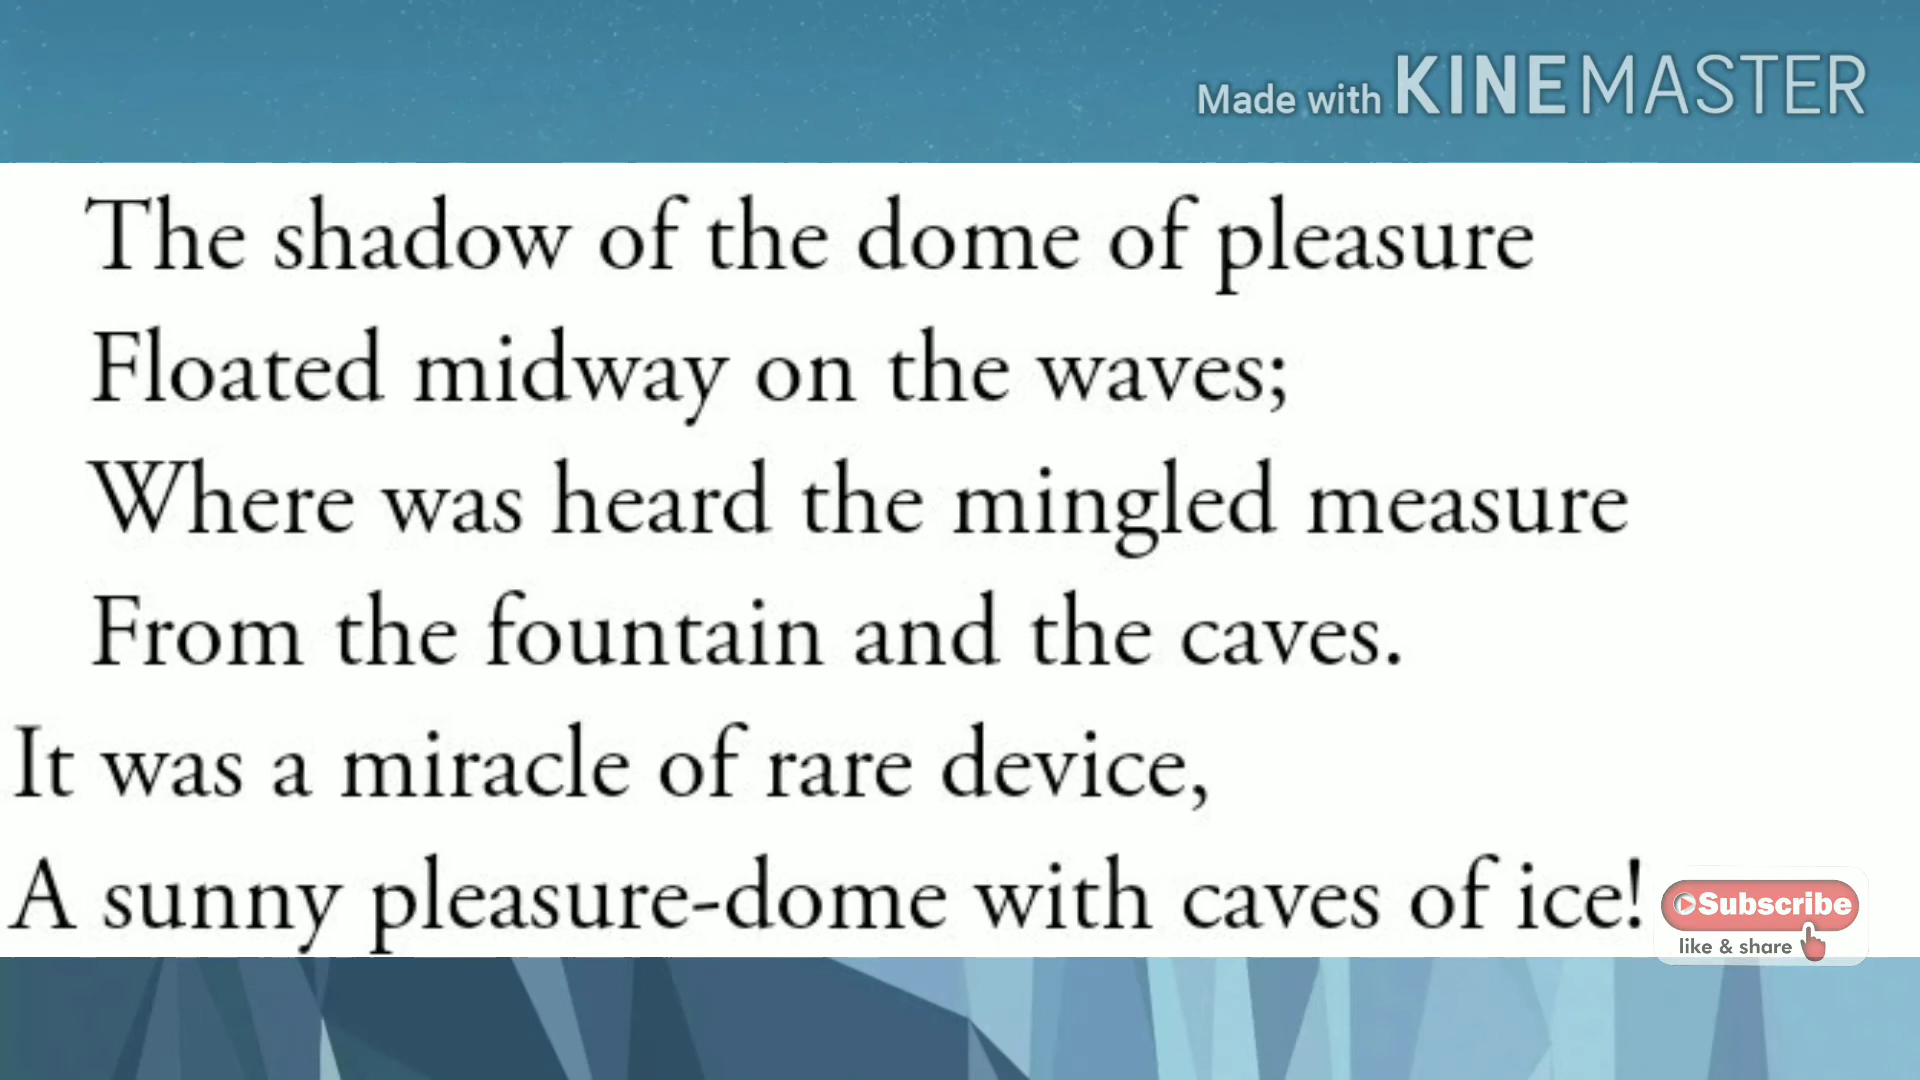 Made with KINEMASTER
The shadow of the dome of pleasure
Floated midway on the waves;
Where was heard the mingled measure
From the fountain and the caves.
It was a miracle of rare device,
A sunny pleasure-dome with caves of ice!
Subscribe
like & share